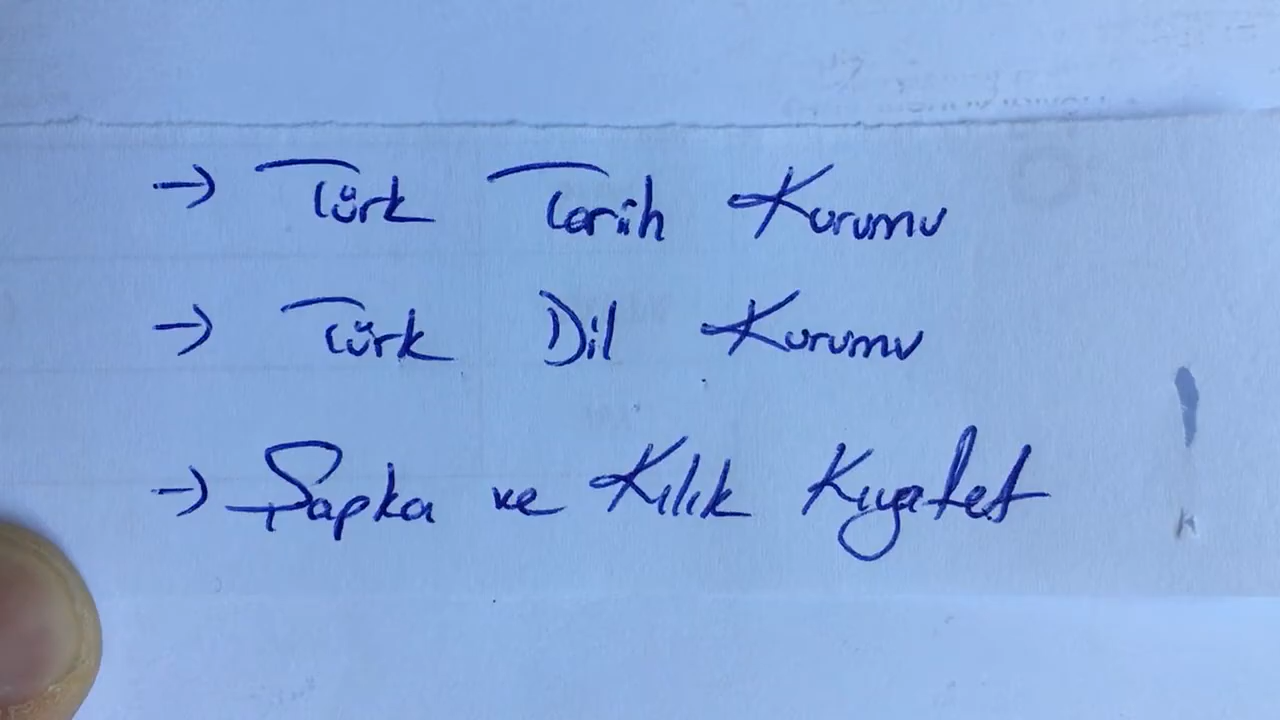 → Türk Tarih Kurumu
→ Türk Dil Kurumu
→ Şapka ve Kılık Kıyafet